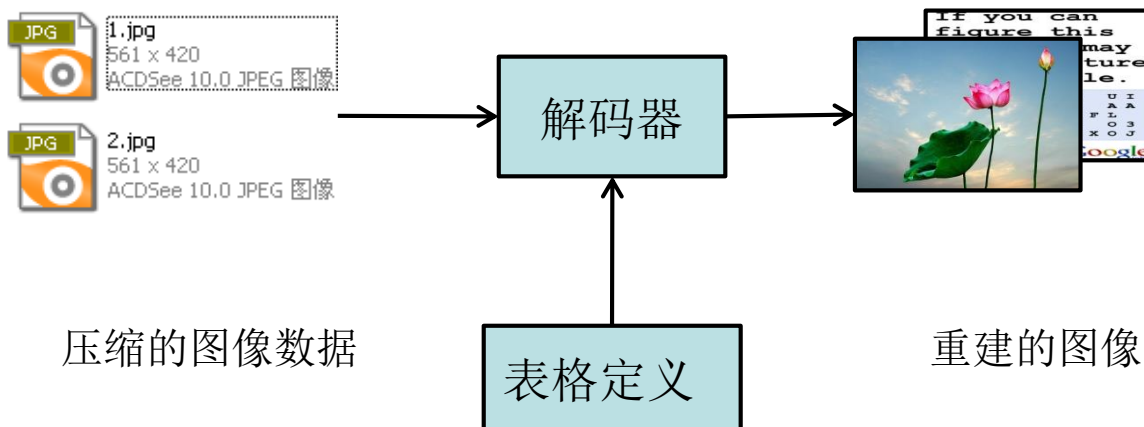 JPG
1.jpg
561 x 420
ACDSee 10.0 JPEG 图像
JPG
2.jpg
561 x 420
ACDSee 10.0 JPEG 图像
解码器
If you can
figure this
may
ture
le.
U I
A A
F L
O 3
X O J
Google
压缩的图像数据
表格定义
重建的图像